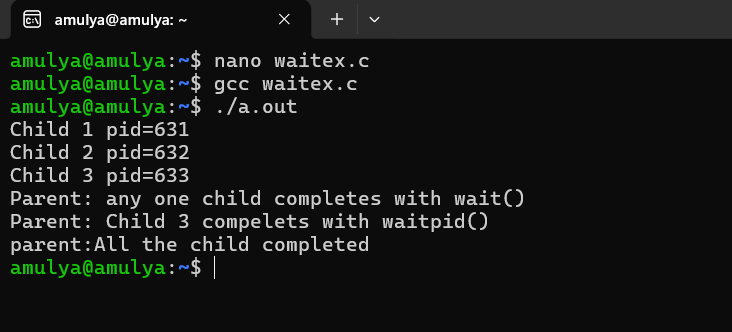 amulya@amulya: ~
amulya@amulya:~$ nano waitex.c
amulya@amulya:~$ gcc waitex.c
amulya@amulya:~$ ./a.out
Child 1 pid=631
Child 2 pid=632
Child 3 pid=633
Parent: any one child completes with wait()
Parent: Child 3 compelets with waitpid()
parent:All the child completed
amulya@amulya:~$